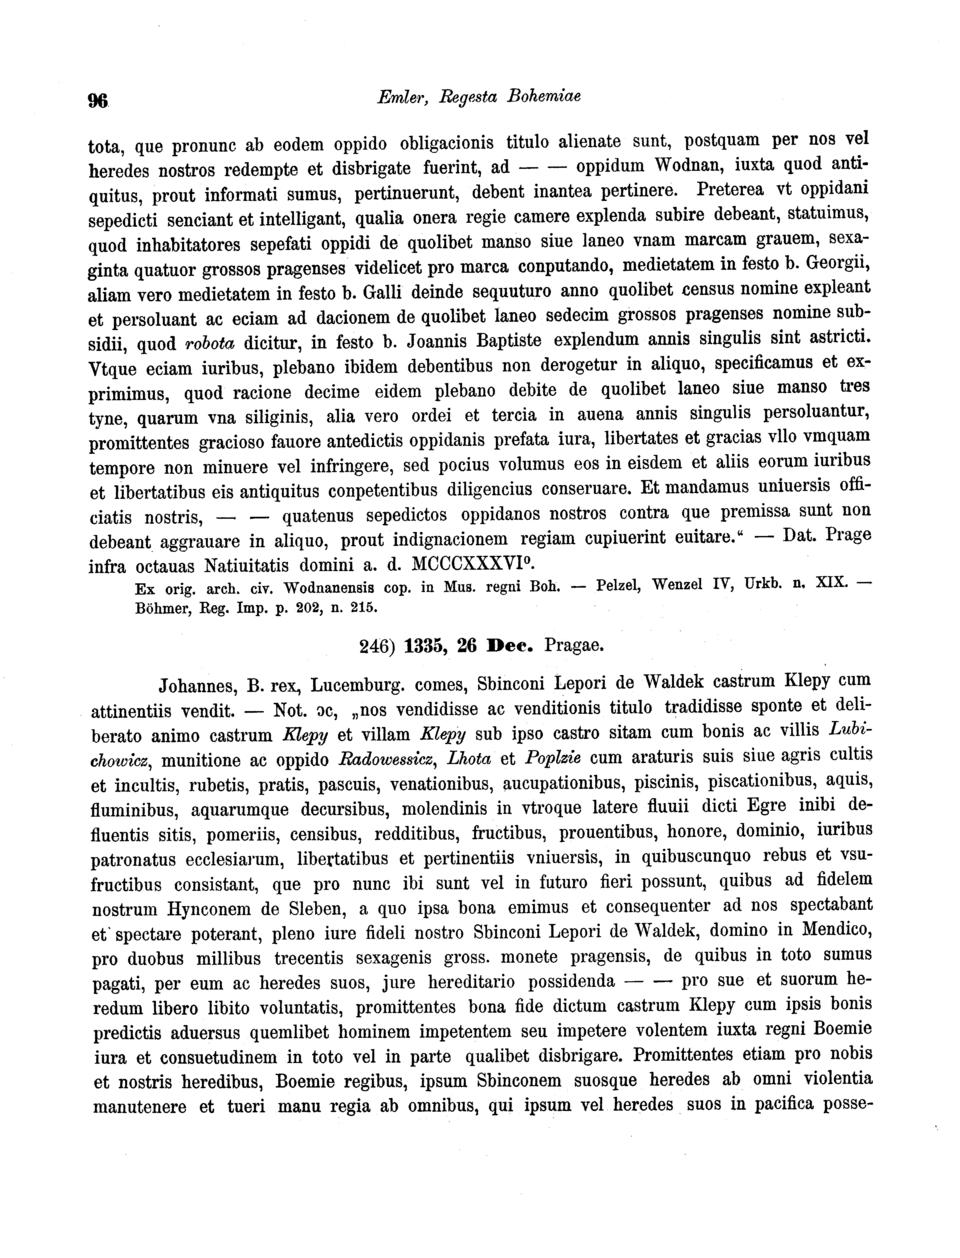 96
Emler, Regesta Bohemiae
tota, que pronunc ab eodem oppido obligacionis titulo alienate sunt, postquam per nos vel
heredes nostros redempte et disbrigate fuerint, ad — — oppidum Wodnan, iuxta quod anti-
quitus, prout informati sumus, pertinuerunt, debent inantea pertinere. Preterea vt oppidani
sepedicti senciant et intelligant, qualia onera regie camere explenda subire debeant, statuimus,
quod inhabitatores sepefati oppidi de quolibet manso siue laneo vnam marcam grauem, sexa-
ginta quatuor grossos pragenses videlicet pro marca conputando, medietatem in festo b. Georgii,
aliam vero medietatem in festo b. Galli deinde sequuturo anno quolibet census nomine expleant
et persoluant ac eciam ad dacionem de quolibet laneo sedecim grossos pragenses nomine sub-
sidii, quod robota dicitur, in festo b. Joannis Baptiste explendum annis singulis sint astricti.
Vtque eciam iuribus, plebano ibidem debentibus non derogetur in aliquo, specificamus et ex-
primimus, quod racione decime eidem plebano debite de quolibet laneo siue manso tres
tyne, quarum vna siliginis, alia vero ordei et tercia in auena annis singulis persoluantur,
promittentes gracioso fauore antedictis oppidanis prefata iura, libertates et gracias vllo vmquam
tempore non minuere vel infringere, sed pocius volumus eos in eisdem et aliis eorum iuribus
et libertatibus eis antiquitus conpetentibus diligencius conseruare. Et mandamus uniuersis offi-
ciatis nostris, — — quatenus sepedictos oppidanos nostros contra que premissa sunt non
debeant aggrauare in aliquo, prout indignacionem regiam cupiuerint euitare.“ — Dat. Prage
infra octauas Natiuitatis domini a. d. MCCCXXXVI⁰.
Ex orig. arch. civ. Wodnanensis cop. in Mus. regni Boh. — Pelzel, Wenzel IV, Urkb. n. XIX. —
Böhmer, Reg. Imp. p. 202, n. 215.
246) 1335, 26 Dec. Pragae.
Johannes, B. rex, Lucemburg. comes, Sbinconi Lepori de Waldek castrum Klepy cum
attinentiis vendit. — Not. ɔc, „nos vendidisse ac venditionis titulo tradidisse sponte et deli-
berato animo castrum Klepy et villam Klepy sub ipso castro sitam cum bonis ac villis Lubi-
chowicz, munitione ac oppido Radowessicz, Lhota et Poplzie cum araturis suis siue agris cultis
et incultis, rubetis, pratis, pascuis, venationibus, aucupationibus, piscinis, piscationibus, aquis,
fluminibus, aquarumque decursibus, molendinis in vtroque latere fluuii dicti Egre inibi de-
fluentis sitis, pomeriis, censibus, redditibus, fructibus, prouentibus, honore, dominio, iuribus
patronatus ecclesiarum, libertatibus et pertinentiis vniuersis, in quibuscunquo rebus et vsu-
fructibus consistant, que pro nunc ibi sunt vel in futuro fieri possunt, quibus ad fidelem
nostrum Hynconem de Sleben, a quo ipsa bona emimus et consequenter ad nos spectabant
et spectare poterant, pleno iure fideli nostro Sbinconi Lepori de Waldek, domino in Mendico,
pro duobus millibus trecentis sexagenis gross. monete pragensis, de quibus in toto sumus
pagati, per eum ac heredes suos, jure hereditario possidenda — — pro sue et suorum he-
redum libero libito voluntatis, promittentes bona fide dictum castrum Klepy cum ipsis bonis
predictis aduersus quemlibet hominem impetentem seu impetere volentem iuxta regni Boemie
iura et consuetudinem in toto vel in parte qualibet disbrigare. Promittentes etiam pro nobis
et nostris heredibus, Boemie regibus, ipsum Sbinconem suosque heredes ab omni violentia
manutenere et tueri manu regia ab omnibus, qui ipsum vel heredes suos in pacifica posse-